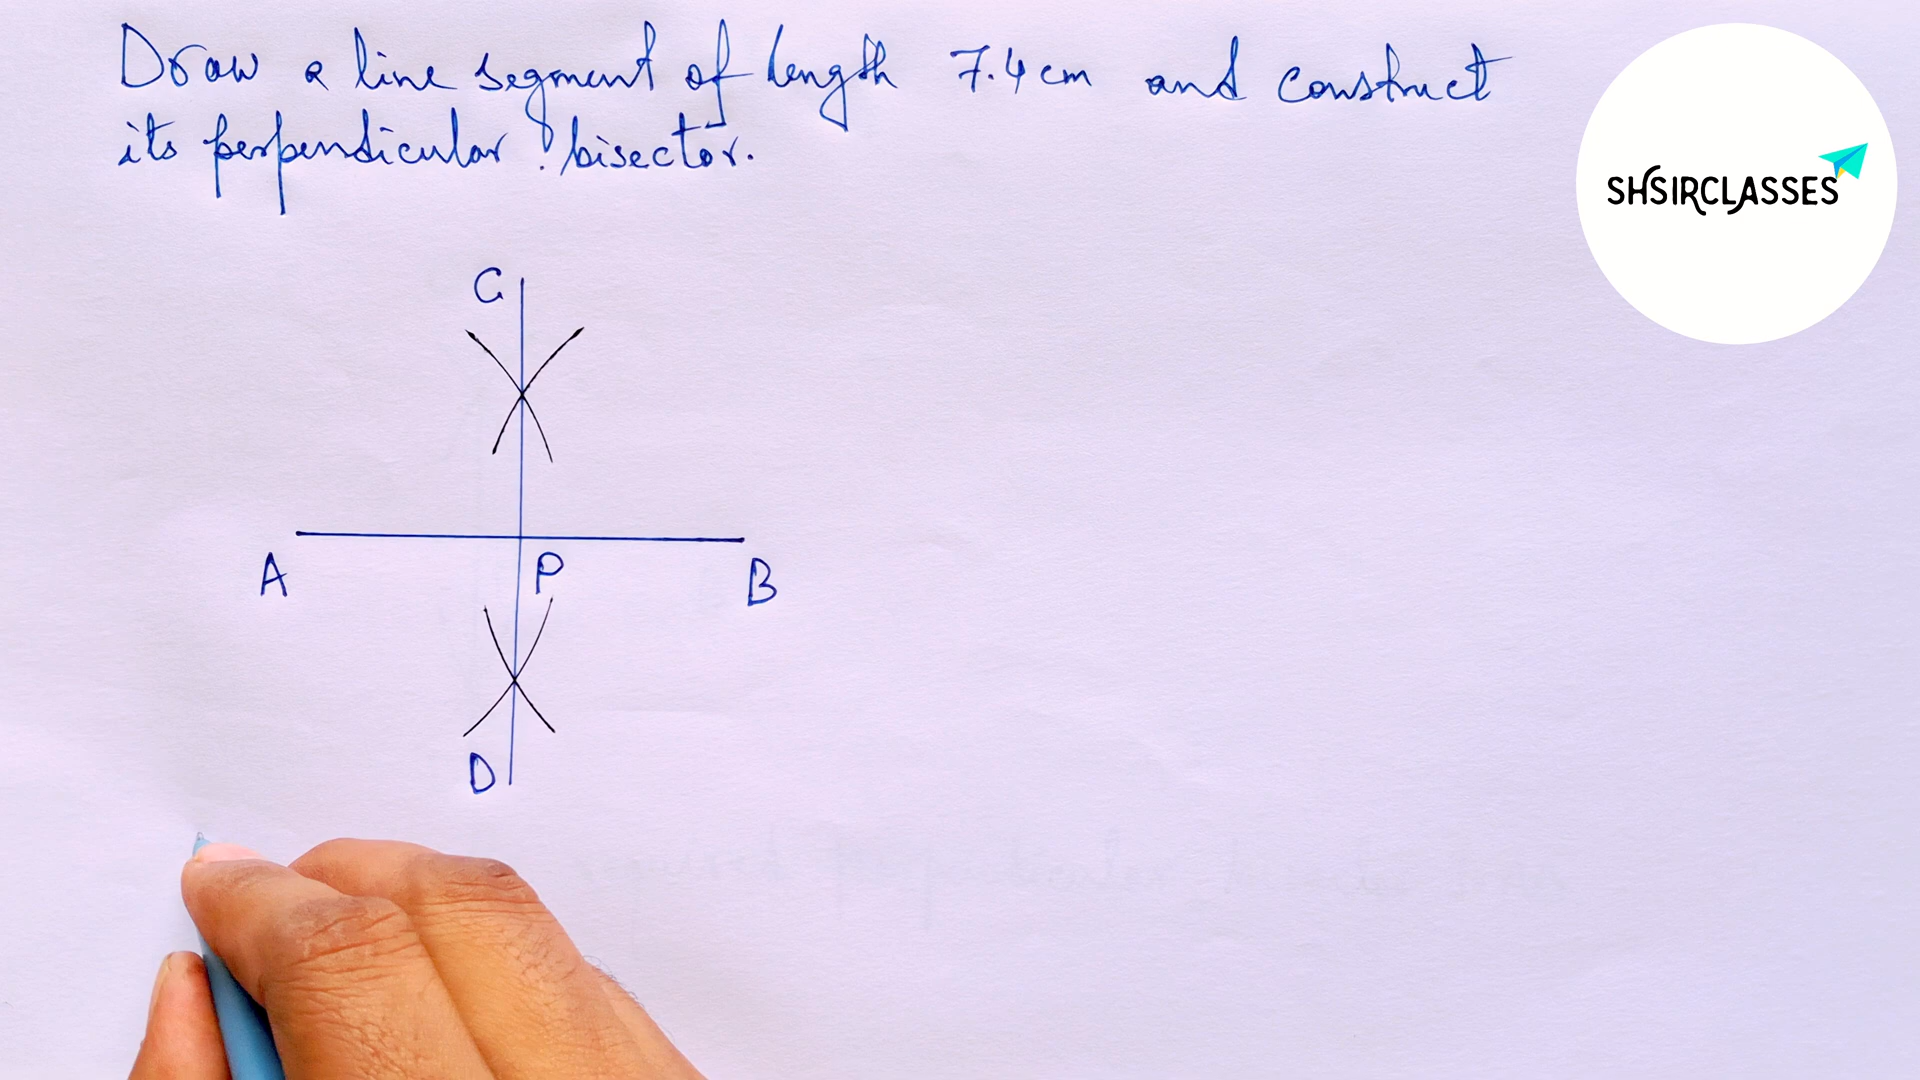 Draw a line segment of length 7.4 cm and construct
its perpendicular bisector.
SHSIRCLASSES
C
A
P
B
D